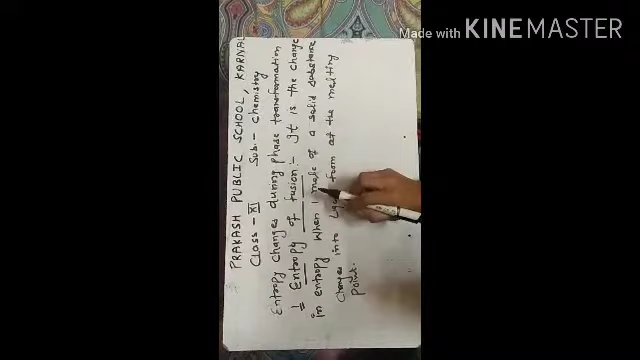 Made with KINEMASTER
PRAKASH PUBLIC SCHOOL, KARNAL
Class - XI Sub:- Chemistry
Entropy changes during phase transformation
1 Entropy of fusion:- It is the change
in entropy When 1 mole of a solid substance
changes into form at the melting
point.